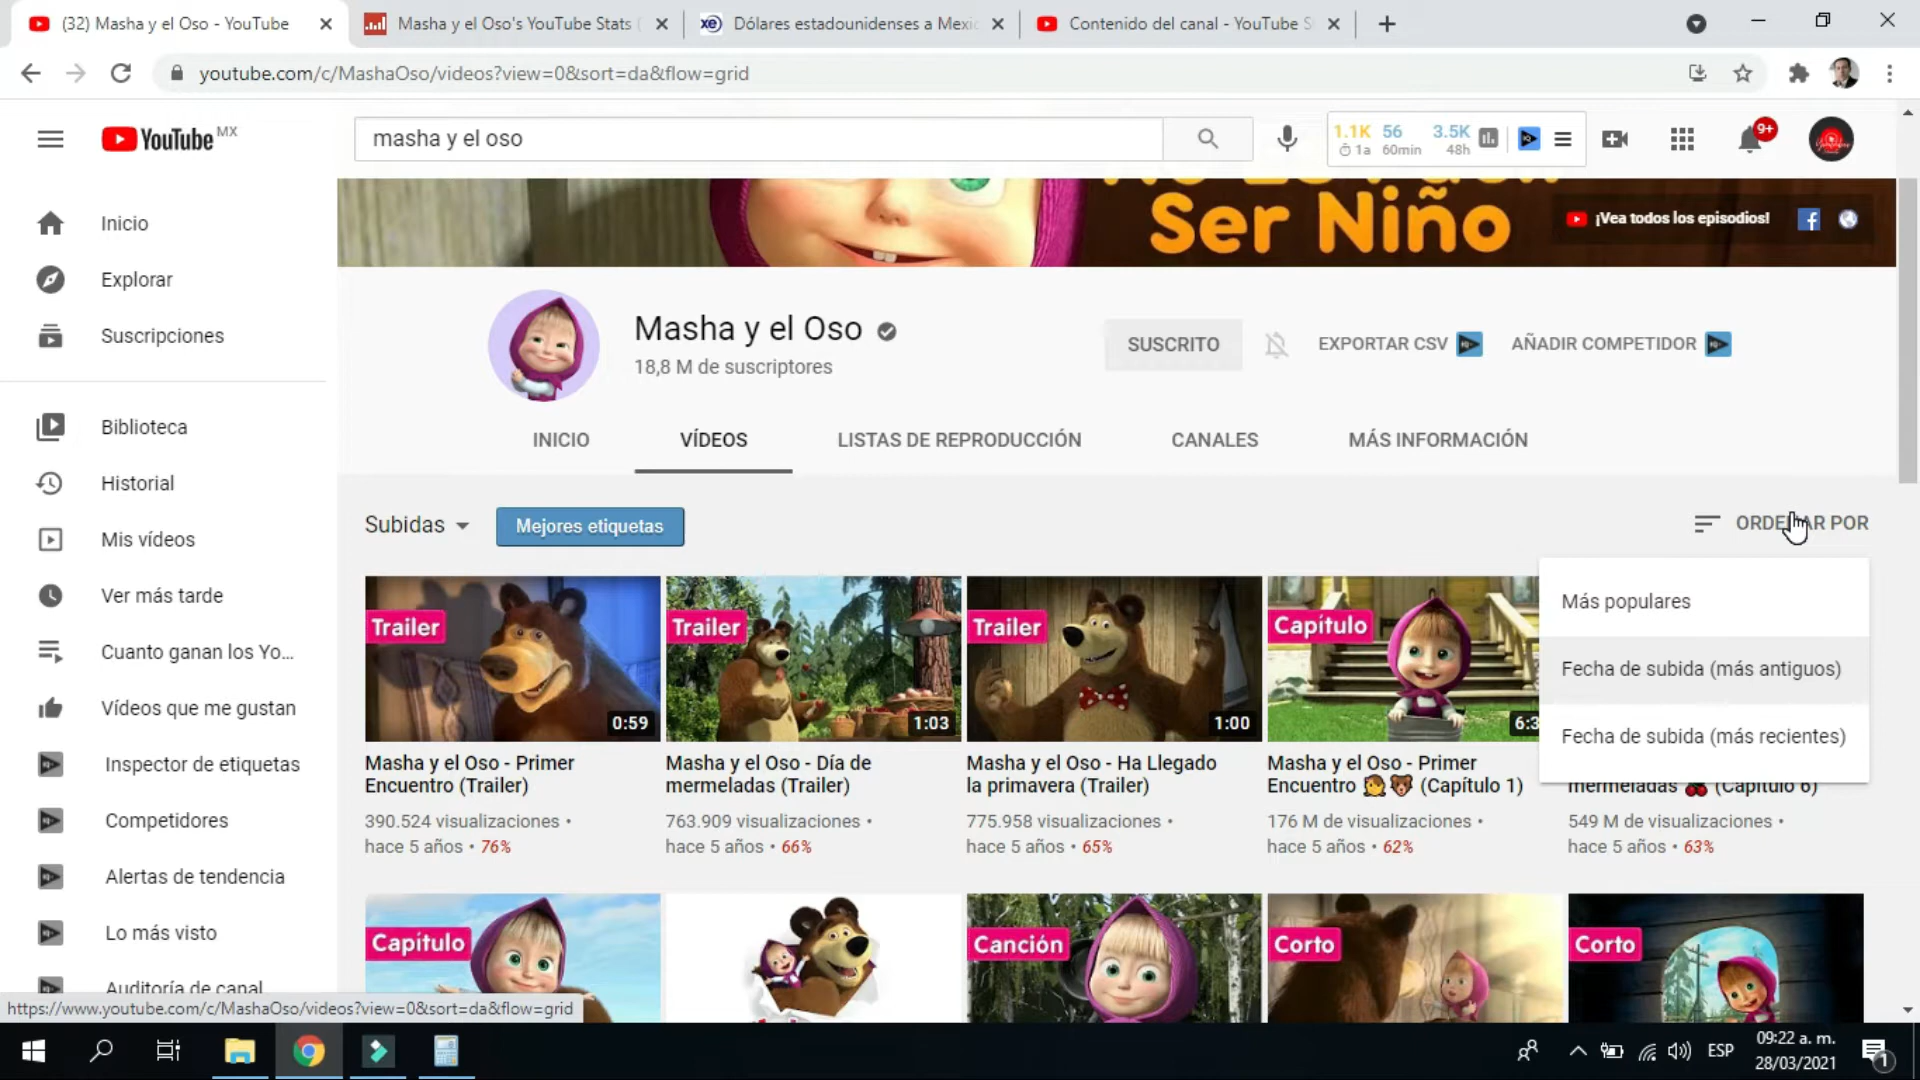 (32) Masha y el Oso - YouTube
Masha y el Oso's YouTube Stats
Dólares estadounidenses a Mexi
Contenido del canal - YouTube S
youtube.com/c/MashaOso/videos?view=0&sort=da&flow=grid
YouTube MX
masha y el oso
1.1K 56 3.5K
1a 60min 48h
9+
Inicio
Explorar
Suscripciones
Biblioteca
Historial
Mis vídeos
Ver más tarde
Cuanto ganan los Yo...
Vídeos que me gustan
Inspector de etiquetas
Competidores
Alertas de tendencia
Lo más visto
Auditoría de canal
Ser Niño
¡Vea todos los episodios!
Masha y el Oso
18,8 M de suscriptores
SUSCRITO
EXPORTAR CSV
AÑADIR COMPETIDOR
INICIO
VÍDEOS
LISTAS DE REPRODUCCIÓN
CANALES
MÁS INFORMACIÓN
Subidas
Mejores etiquetas
ORDENAR POR
Más populares
Fecha de subida (más antiguos)
Fecha de subida (más recientes)
Trailer
0:59
Masha y el Oso - Primer
Encuentro (Trailer)
390.524 visualizaciones •
hace 5 años • 76%
Trailer
1:03
Masha y el Oso - Día de
mermeladas (Trailer)
763.909 visualizaciones •
hace 5 años • 66%
Trailer
1:00
Masha y el Oso - Ha Llegado
la primavera (Trailer)
775.958 visualizaciones •
hace 5 años • 65%
Capítulo
6:3
Masha y el Oso - Primer
Encuentro 👧🐻 (Capítulo 1)
176 M de visualizaciones •
hace 5 años • 62%
mermeladas 🍒 (Capítulo 6)
549 M de visualizaciones •
hace 5 años • 63%
Capítulo
Canción
Corto
Corto
https://www.youtube.com/c/MashaOso/videos?view=0&sort=da&flow=grid
ESP
09:22 a. m.
28/03/2021
1